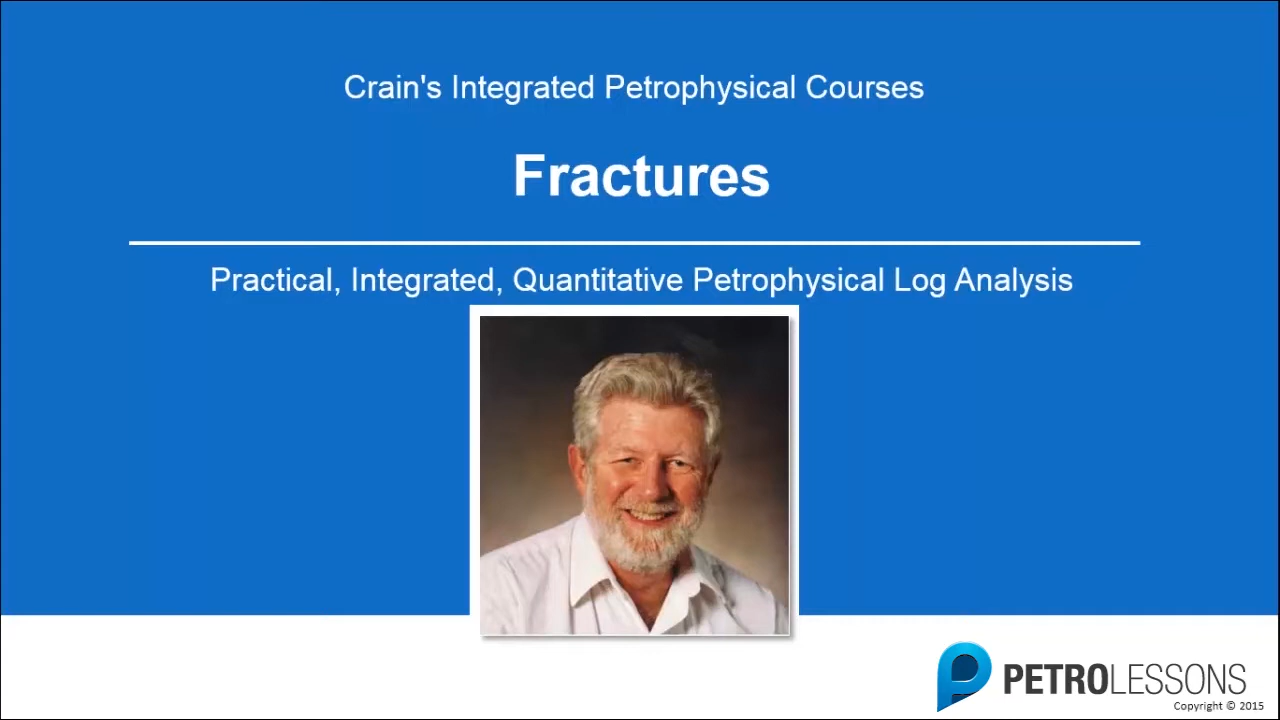 Crain's Integrated Petrophysical Courses
Fractures
Practical, Integrated, Quantitative Petrophysical Log Analysis
PETROLESSONS
Copyright © 2015